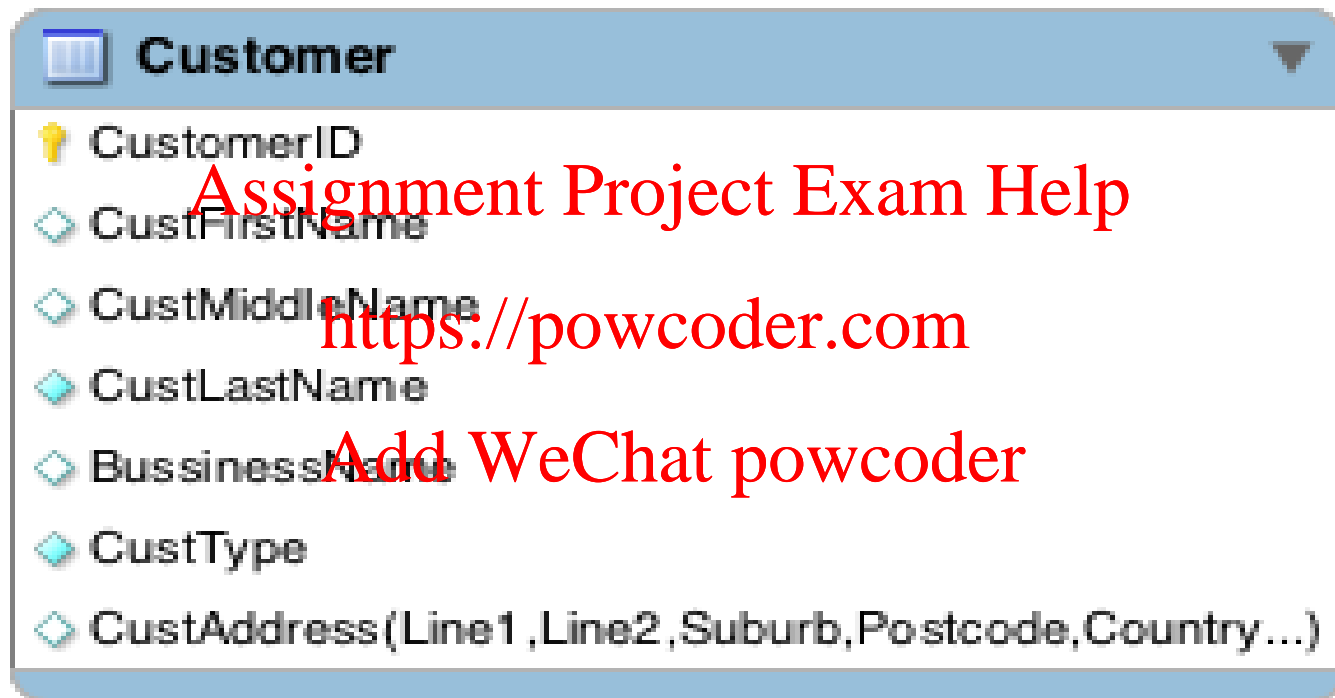 Customer
CustomerID
Assignment Project Exam Help
CustFirstName
CustMiddleName
https://powcoder.com
CustLastName
Add WeChat powcoder
BussinessName
CustType
CustAddress(Line1,Line2,Suburb,Postcode,Country...)